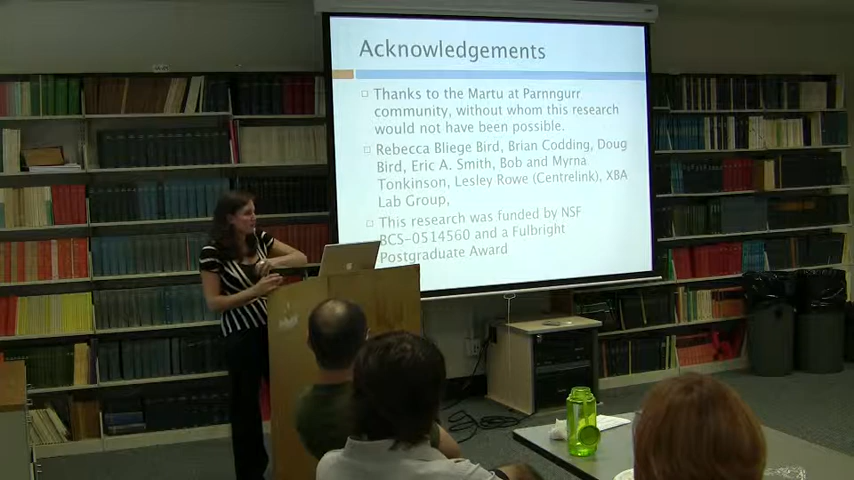 Acknowledgements
Thanks to the Martu at Parnngurr
community, without whom this research
would not have been possible.
Rebecca Bliege Bird, Brian Codding, Doug
Bird, Eric A. Smith, Bob and Myrna
Tonkinson, Lesley Rowe (Centrelink), XBA
Lab Group,
This research was funded by NSF
BCS-0514560 and a Fulbright
Postgraduate Award